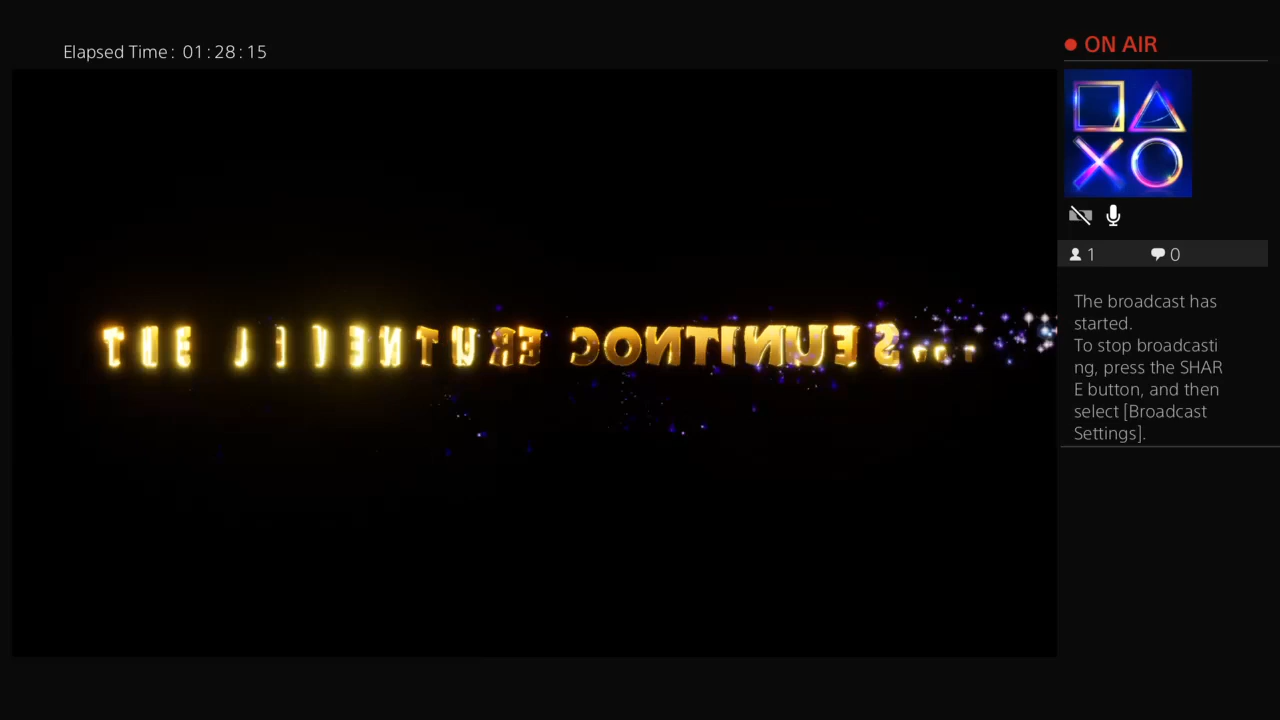 Elapsed Time: 01:28:15
ON AIR
THE ADVENTURE CONTINUES...
1
0
The broadcast has
started.
To stop broadcasti
ng, press the SHAR
E button, and then
select [Broadcast
Settings].